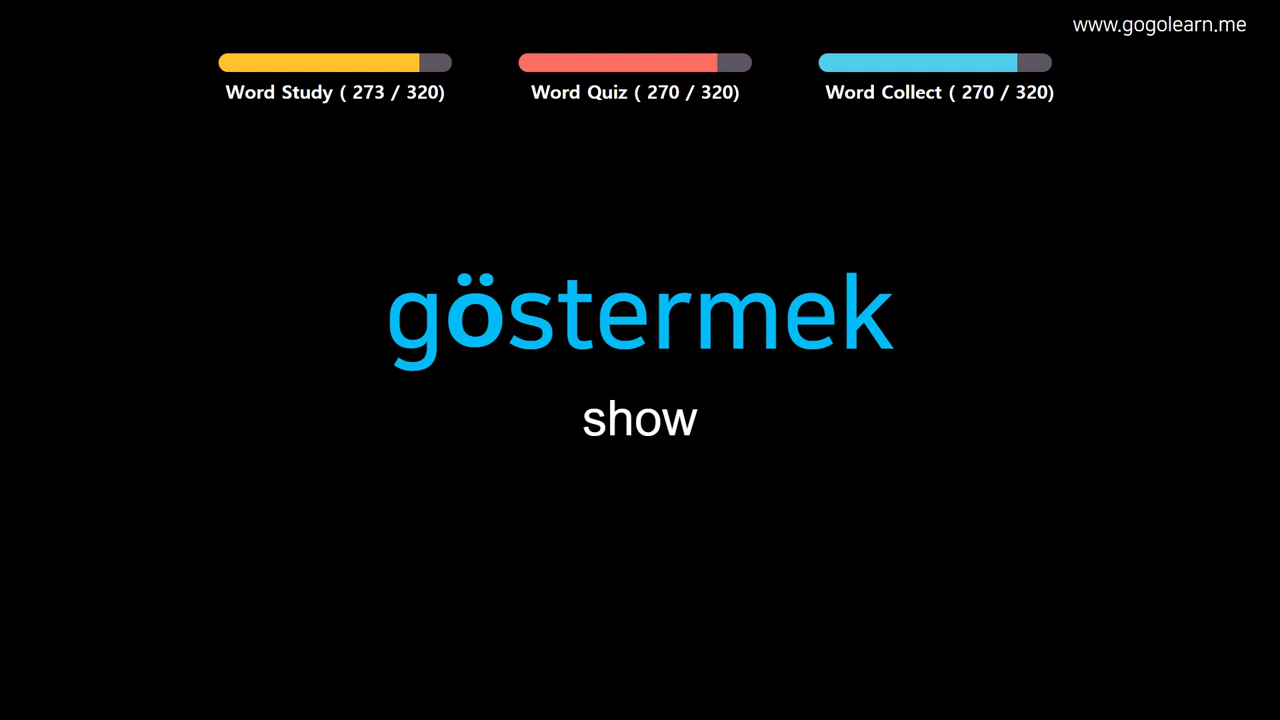 www.gogolearn.me
Word Study ( 273 / 320)
Word Quiz ( 270 / 320)
Word Collect ( 270 / 320)
göstermek
show